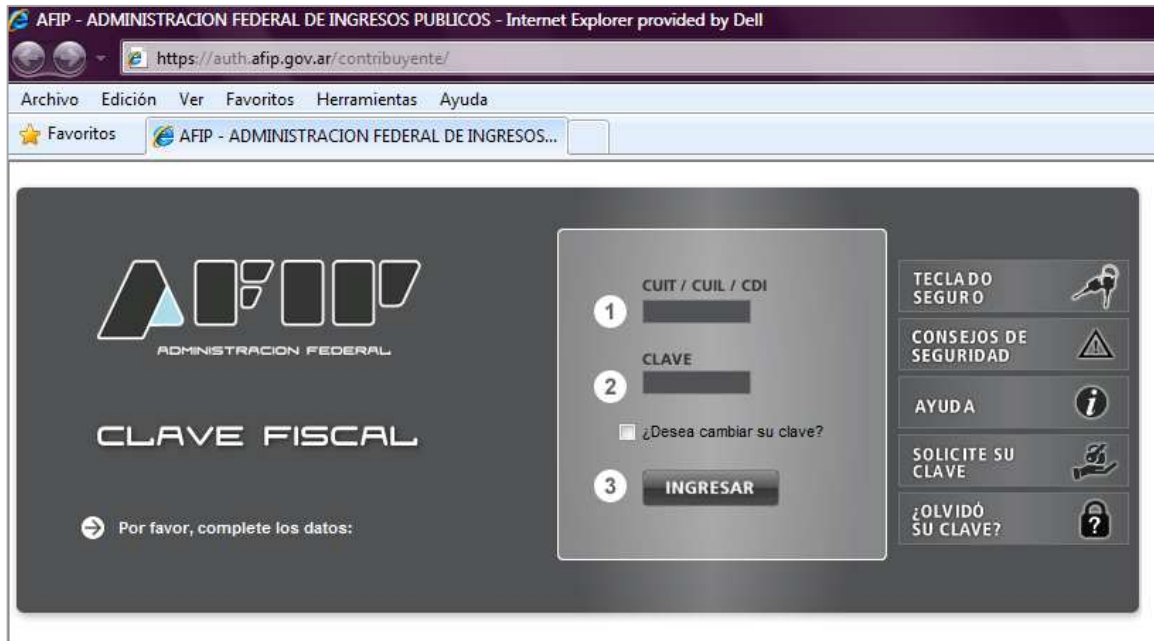 AFIP - ADMINISTRACION FEDERAL DE INGRESOS PUBLICOS - Internet Explorer provided by Dell
https://auth.afip.gov.ar/contribuyente/
Archivo Edición Ver Favoritos Herramientas Ayuda
Favoritos AFIP - ADMINISTRACION FEDERAL DE INGRESOS...
AFIP
ADMINISTRACION FEDERAL
CLAVE FISCAL
Por favor, complete los datos:
CUIT / CUIL / CDI
1
CLAVE
2
¿Desea cambiar su clave?
3 INGRESAR
TECLADO
SEGURO
CONSEJOS DE
SEGURIDAD
AYUDA
SOLICITE SU
CLAVE
¿OLVIDÓ
SU CLAVE?